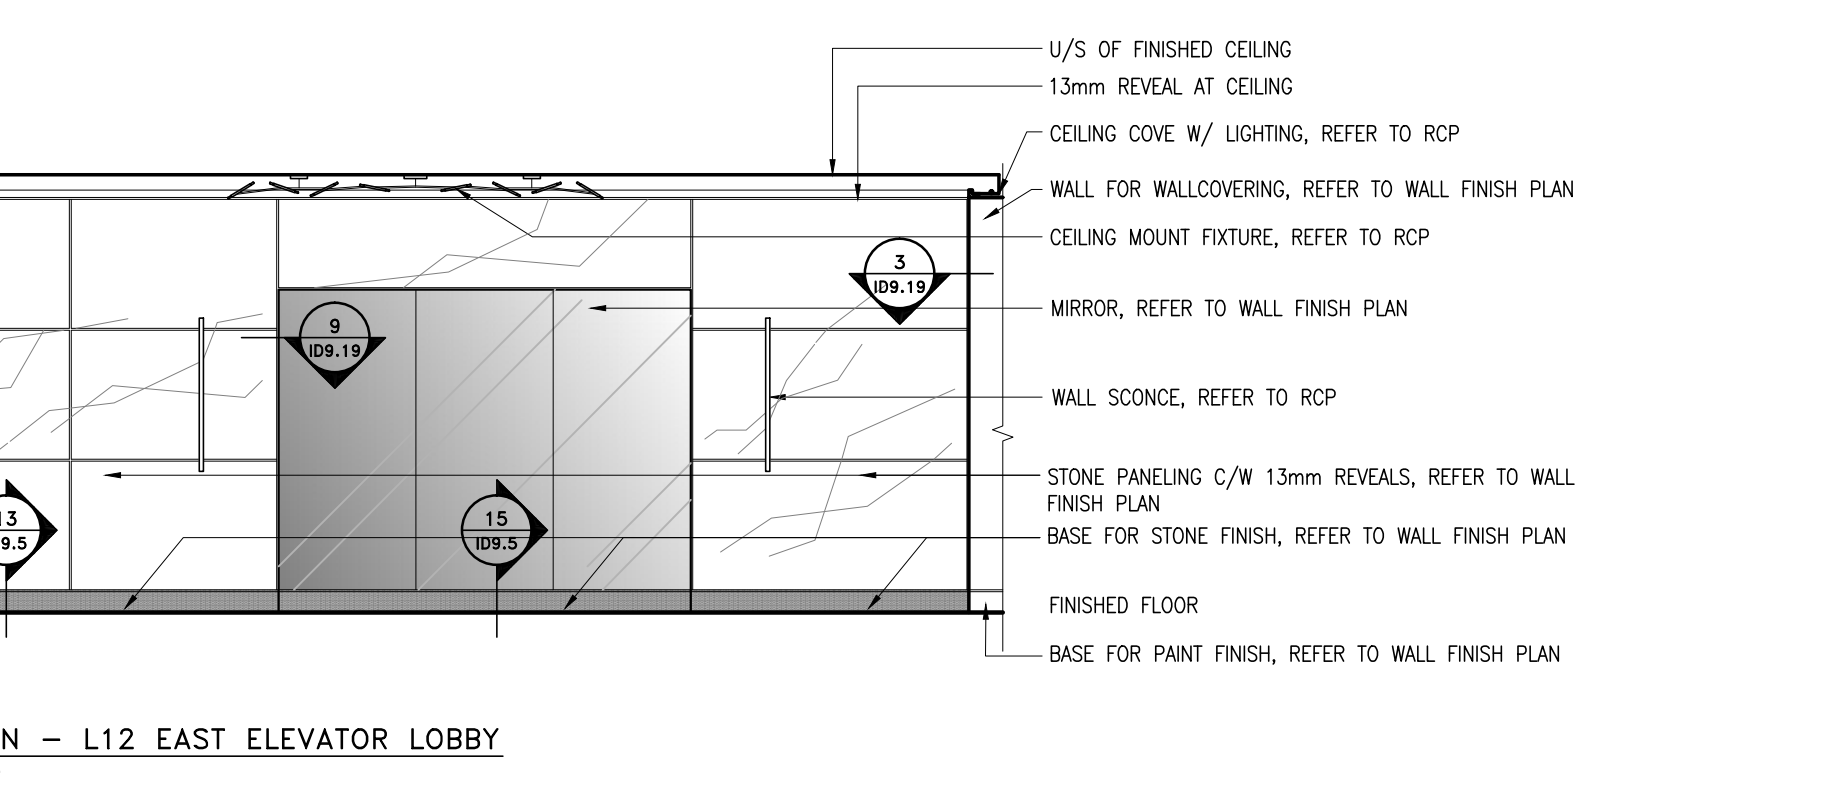 U/S OF FINISHED CEILING
13mm REVEAL AT CEILING
CEILING COVE W/ LIGHTING, REFER TO RCP
WALL FOR WALLCOVERING, REFER TO WALL FINISH PLAN
CEILING MOUNT FIXTURE, REFER TO RCP
3
ID9.19
MIRROR, REFER TO WALL FINISH PLAN
9
ID9.19
WALL SCONCE, REFER TO RCP
STONE PANELING C/W 13mm REVEALS, REFER TO WALL
FINISH PLAN
13
9.5
15
ID9.5
BASE FOR STONE FINISH, REFER TO WALL FINISH PLAN
FINISHED FLOOR
BASE FOR PAINT FINISH, REFER TO WALL FINISH PLAN
N - L12 EAST ELEVATOR LOBBY